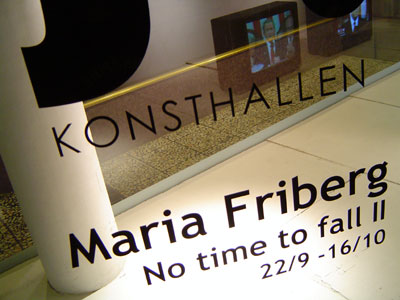 KONSTHALLEN
Maria Friberg
No time to fall II
22/9 -16/10